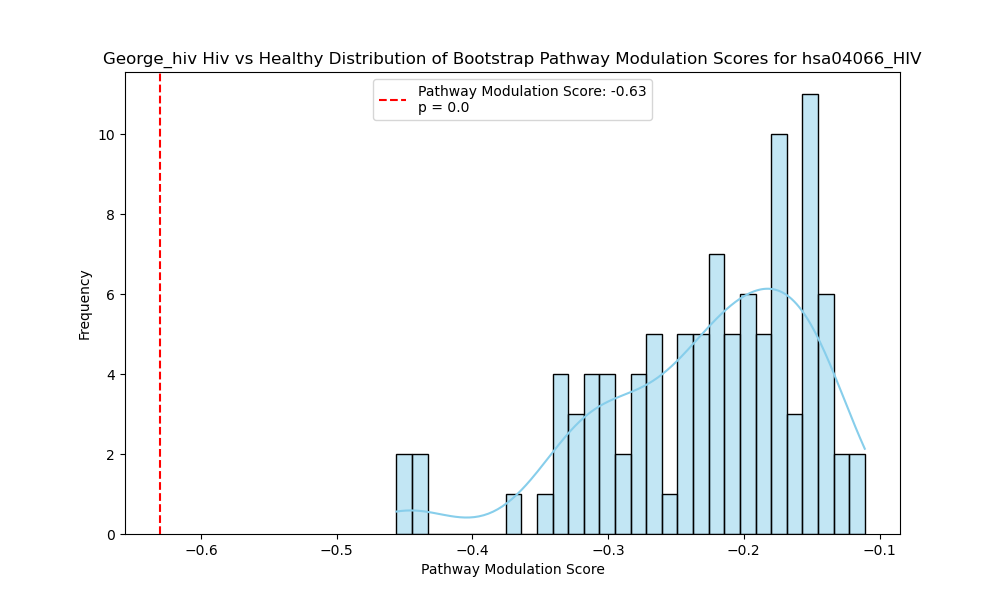 George_hiv Hiv vs Healthy Distribution of Bootstrap Pathway Modulation Scores for hsa04066_HIV
Pathway Modulation Score: -0.63
p = 0.0
10
8
6
4
2
0
Frequency
−0.6
−0.5
−0.4
−0.3
−0.2
−0.1
Pathway Modulation Score